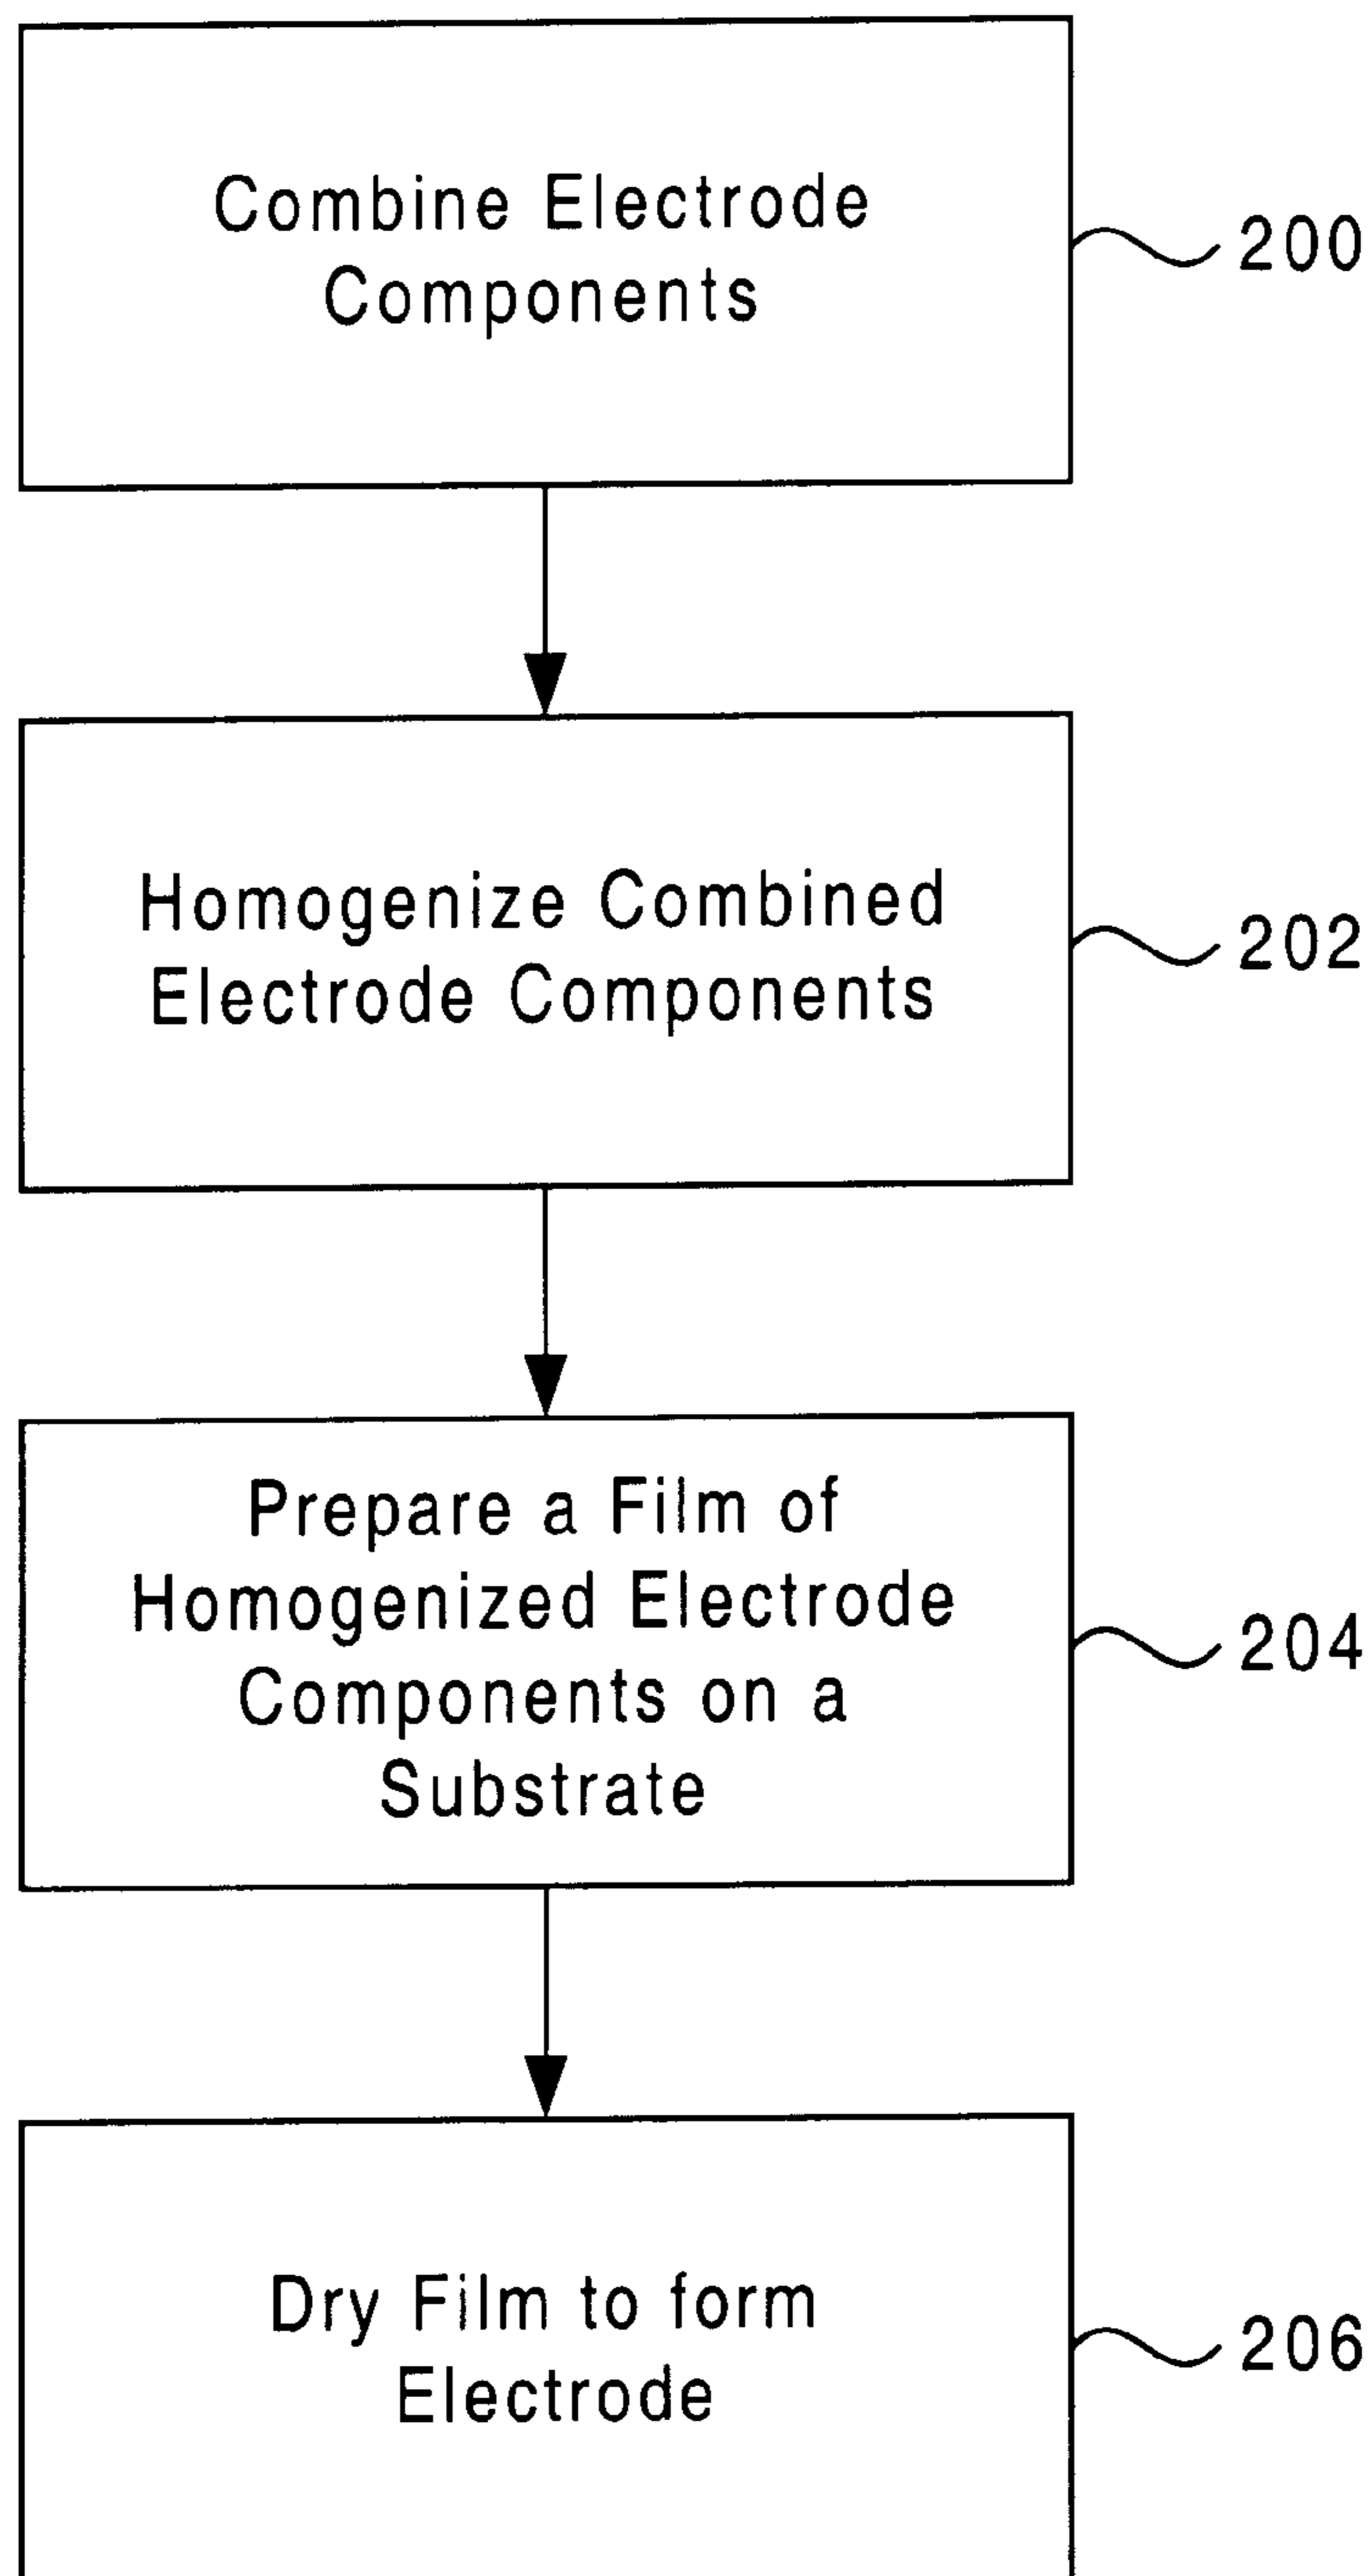 Combine Electrode
Components
200
Homogenize Combined
Electrode Components
202
Prepare a Film of
Homogenized Electrode
Components on a
Substrate
204
Dry Film to form
Electrode
206